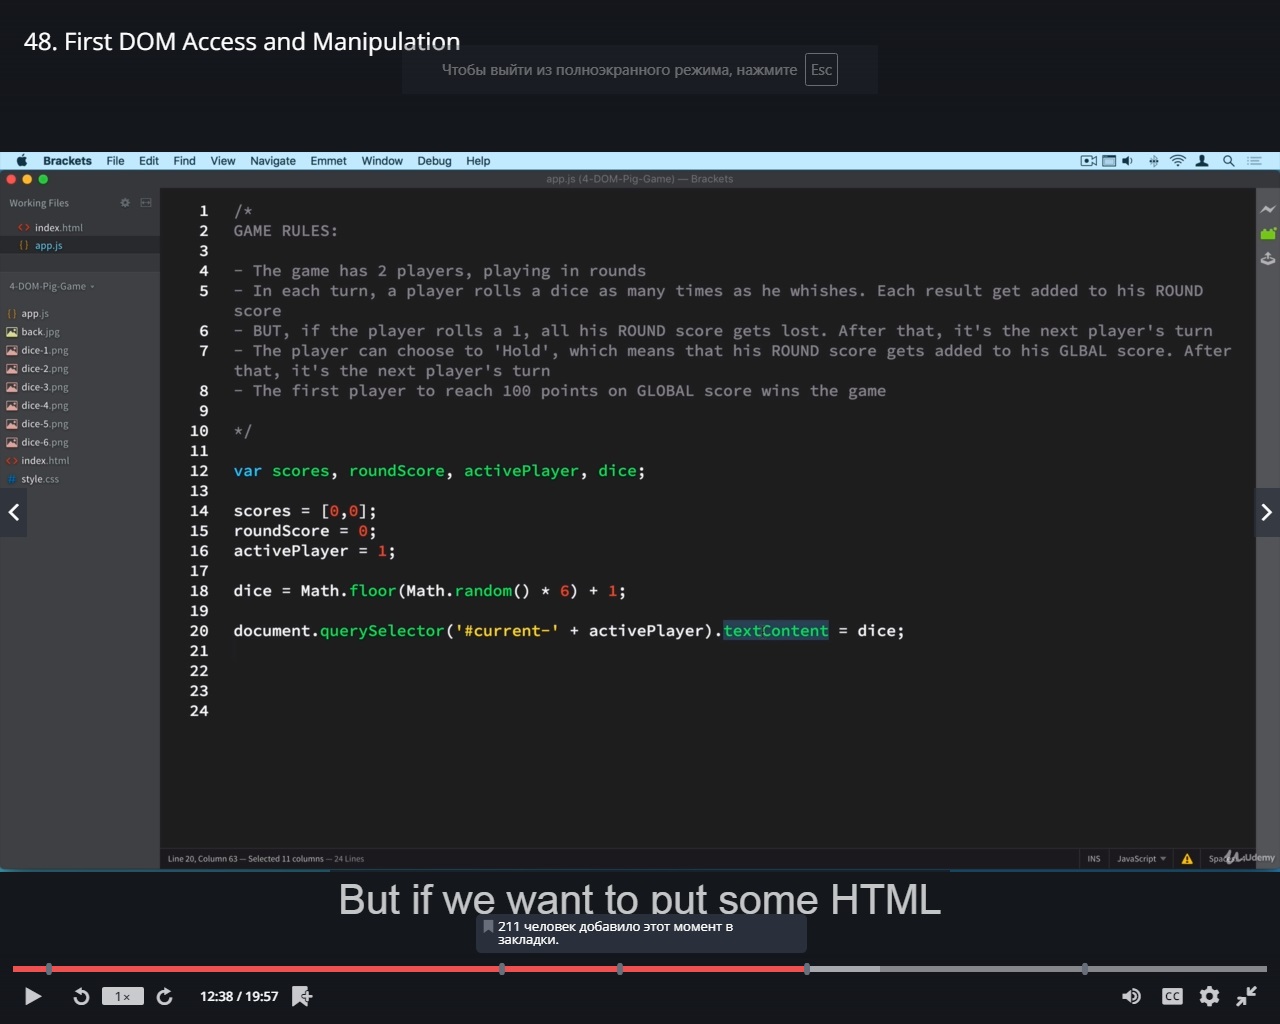 48. First DOM Access and Manipulation
Чтобы выйти из полноэкранного режима, нажмите Esc
Brackets File Edit Find View Navigate Emmet Window Debug Help
app.js (4-DOM-Pig-Game) — Brackets
Working Files
index.html
app.js
4-DOM-Pig-Game
app.js
back.jpg
dice-1.png
dice-2.png
dice-3.png
dice-4.png
dice-5.png
dice-6.png
index.html
style.css
1 /*
2 GAME RULES:
3
4 - The game has 2 players, playing in rounds
5 - In each turn, a player rolls a dice as many times as he whishes. Each result get added to his ROUND
score
6 - BUT, if the player rolls a 1, all his ROUND score gets lost. After that, it's the next player's turn
7 - The player can choose to 'Hold', which means that his ROUND score gets added to his GLBAL score. After
that, it's the next player's turn
8 - The first player to reach 100 points on GLOBAL score wins the game
9
10 */
11
12 var scores, roundScore, activePlayer, dice;
13
14 scores = [0,0];
15 roundScore = 0;
16 activePlayer = 1;
17
18 dice = Math.floor(Math.random() * 6) + 1;
19
20 document.querySelector('#current-' + activePlayer).textContent = dice;
21
22
23
24
Line 20, Column 63 — Selected 11 columns — 24 Lines
INS JavaScript
Udemy
But if we want to put some HTML
211 человек добавило этот момент в
закладки.
1× 12:38 / 19:57 CC